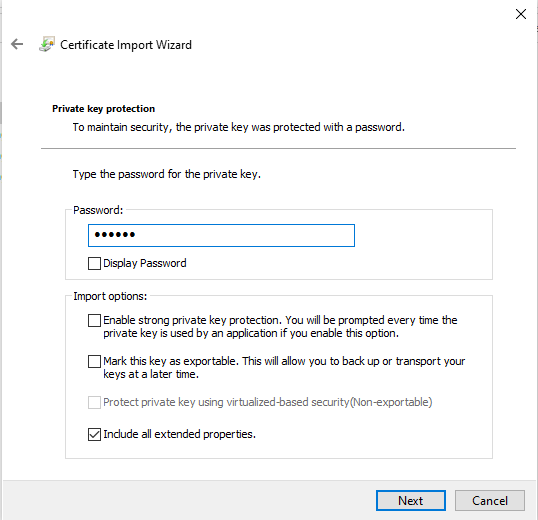 Certificate Import Wizard
Private key protection
To maintain security, the private key was protected with a password.
Type the password for the private key.
Password:
••••••
Display Password
Import options:
Enable strong private key protection. You will be prompted every time the
private key is used by an application if you enable this option.
Mark this key as exportable. This will allow you to back up or transport your
keys at a later time.
Protect private key using virtualized-based security(Non-exportable)
Include all extended properties.
Next
Cancel